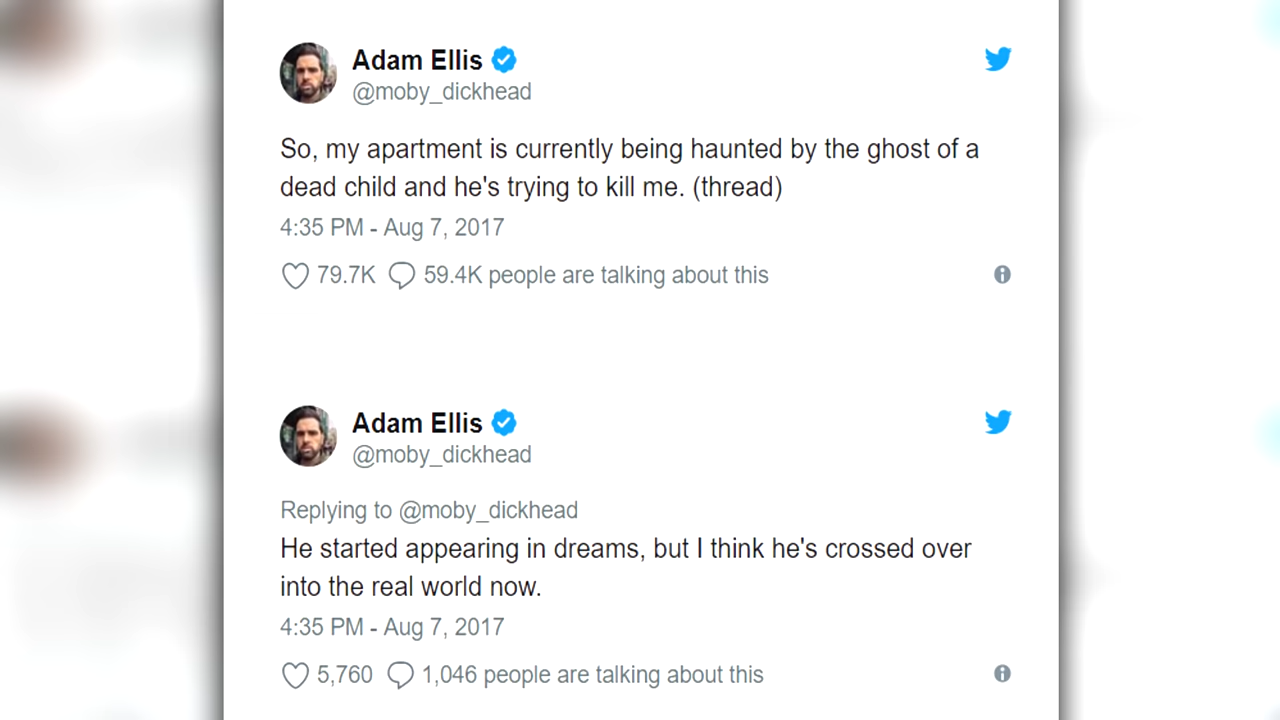 Adam Ellis
@moby_dickhead
So, my apartment is currently being haunted by the ghost of a
dead child and he's trying to kill me. (thread)
4:35 PM - Aug 7, 2017
79.7K 59.4K people are talking about this
Adam Ellis
@moby_dickhead
Replying to @moby_dickhead
He started appearing in dreams, but I think he's crossed over
into the real world now.
4:35 PM - Aug 7, 2017
5,760 1,046 people are talking about this